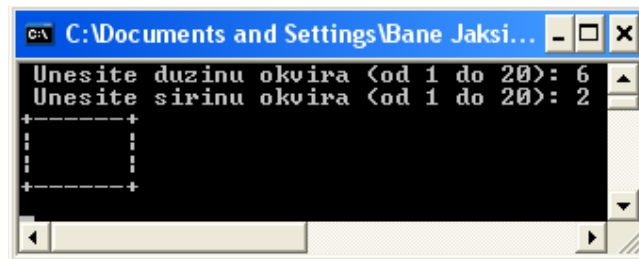 C:\Documents and Settings\Bane Jaksi...
Unesite duzinu okvira (od 1 do 20): 6
Unesite sirinu okvira (od 1 do 20): 2
+------+
¦      ¦
¦      ¦
+------+